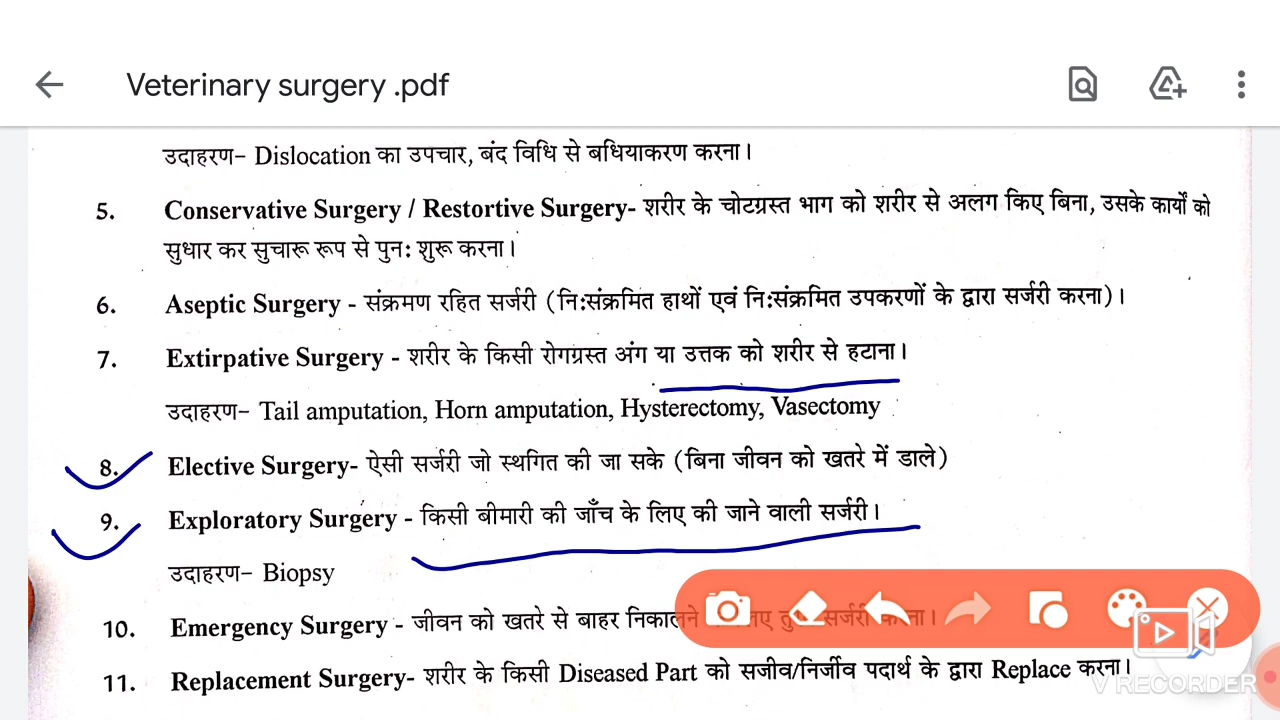 Veterinary surgery .pdf
उदाहरण– Dislocation का उपचार, बंद विधि से बधियाकरण करना।
5. Conservative Surgery / Restortive Surgery- शरीर के चोटग्रस्त भाग को शरीर से अलग किए बिना, उसके कार्यों को
सुधार कर सुचारू रूप से पुनः शुरू करना।
6. Aseptic Surgery - संक्रमण रहित सर्जरी (निःसंक्रमित हाथों एवं निःसंक्रमित उपकरणों के द्वारा सर्जरी करना)।
7. Extirpative Surgery - शरीर के किसी रोगग्रस्त अंग या उत्तक को शरीर से हटाना।
उदाहरण– Tail amputation, Horn amputation, Hysterectomy, Vasectomy
8. Elective Surgery- ऐसी सर्जरी जो स्थगित की जा सके (बिना जीवन को खतरे में डाले)
9. Exploratory Surgery - किसी बीमारी की जाँच के लिए की जाने वाली सर्जरी।
उदाहरण– Biopsy
10. Emergency Surgery - जीवन को खतरे से बाहर निकालने सर्जरी करना।
11. Replacement Surgery- शरीर के किसी Diseased Part को सजीव/निर्जीव पदार्थ के द्वारा Replace करना।
V RECORDER